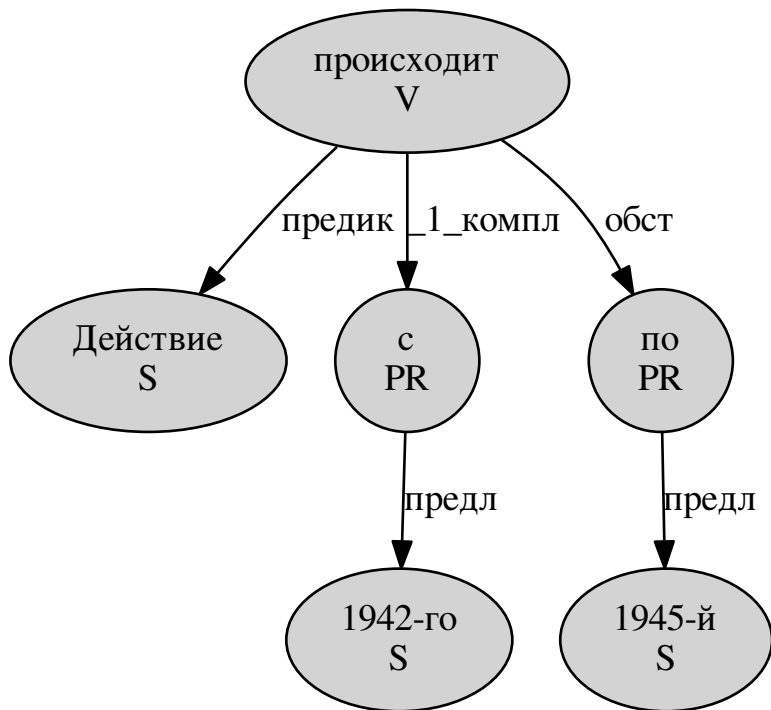 происходит
V
предик _1_компл обст
Действие
S
с
PR
по
PR
предл предл
1942-го
S
1945-й
S